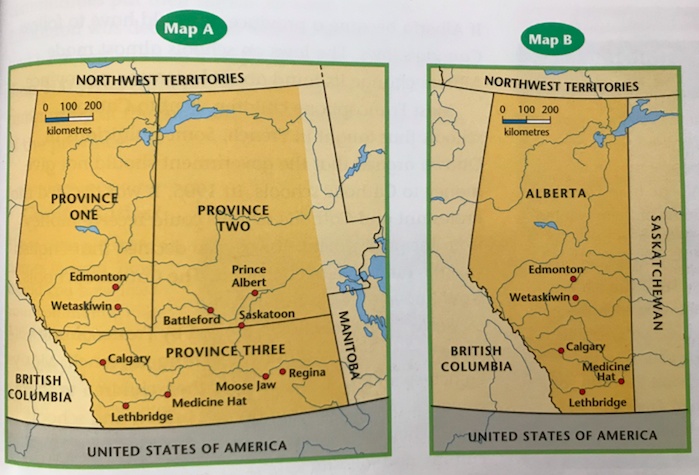 Map A
NORTHWEST TERRITORIES
0 100 200
kilometres
PROVINCE
ONE
PROVINCE
TWO
Edmonton
Prince
Albert
Wetaskiwin
Battleford
Saskatoon
MANITOBA
PROVINCE THREE
Calgary
Regina
Moose Jaw
BRITISH
COLUMBIA
Medicine Hat
Lethbridge
UNITED STATES OF AMERICA
Map B
NORTHWEST TERRITORIES
0 100 200
kilometres
ALBERTA
SASKATCHEWAN
Edmonton
Wetaskiwin
BRITISH
COLUMBIA
Calgary
Medicine
Hat
Lethbridge
UNITED STATES OF AMERICA